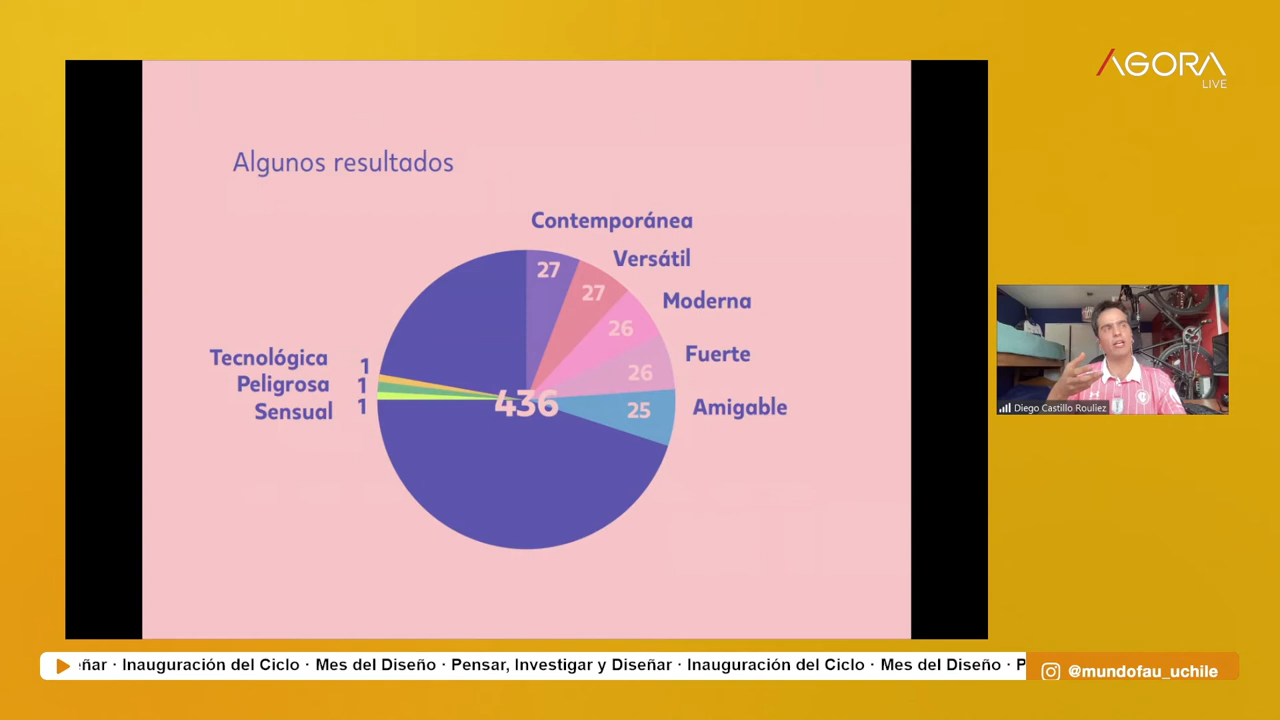 AGORA
LIVE
Algunos resultados
Contemporánea
27
Versátil
27
Moderna
26
Fuerte
26
Amigable
25
436
Tecnológica 1
Peligrosa 1
Sensual 1
Diego Castillo Rouliez
eñar · Inauguración del Ciclo · Mes del Diseño · Pensar, Investigar y Diseñar · Inauguración del Ciclo · Mes del Diseño · P
@mundofau_uchile